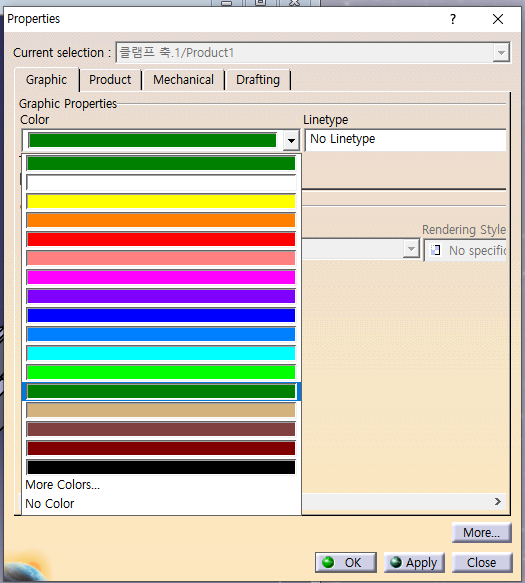 Properties
? ×
Current selection : 클램프 축.1/Product1
Graphic Product Mechanical Drafting
Graphic Properties
Color Linetype
No Linetype
Rendering Style
No specific
More Colors...
No Color
More...
OK Apply Close